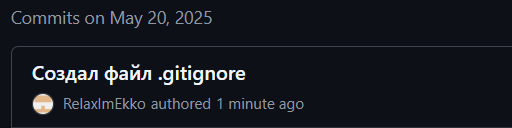 Commits on May 20, 2025
Создал файл .gitignore
RelaxImEkko authored 1 minute ago